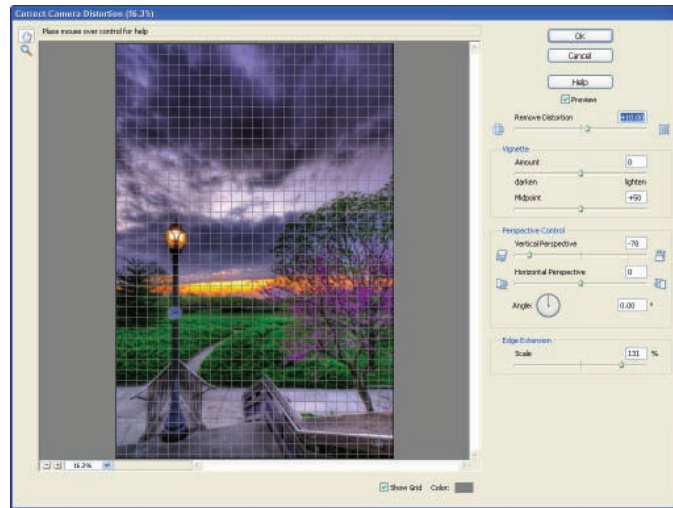 Correct Camera Distortion (16.3%)
Place mouse over control for help
OK
Cancel
Help
Preview
Remove Distortion +10.00
Vignette
Amount 0
darken lighten
Midpoint +50
Perspective Control
Vertical Perspective -78
Horizontal Perspective 0
Angle: 0.00 °
Edge Extension
Scale 131 %
16.3%
Show Grid Color: